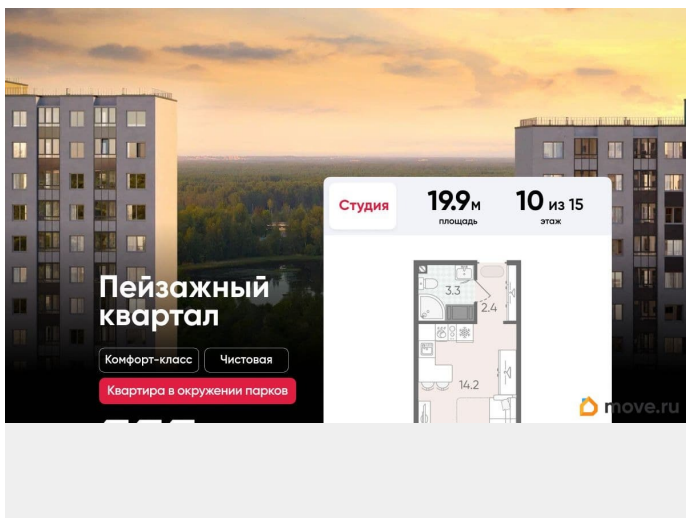 Студия
19.9 м
площадь
10 из 15
этаж
Пейзажный
квартал
Комфорт-класс
Чистовая
Квартира в окружении парков
3.3
2.4
14.2
move.ru